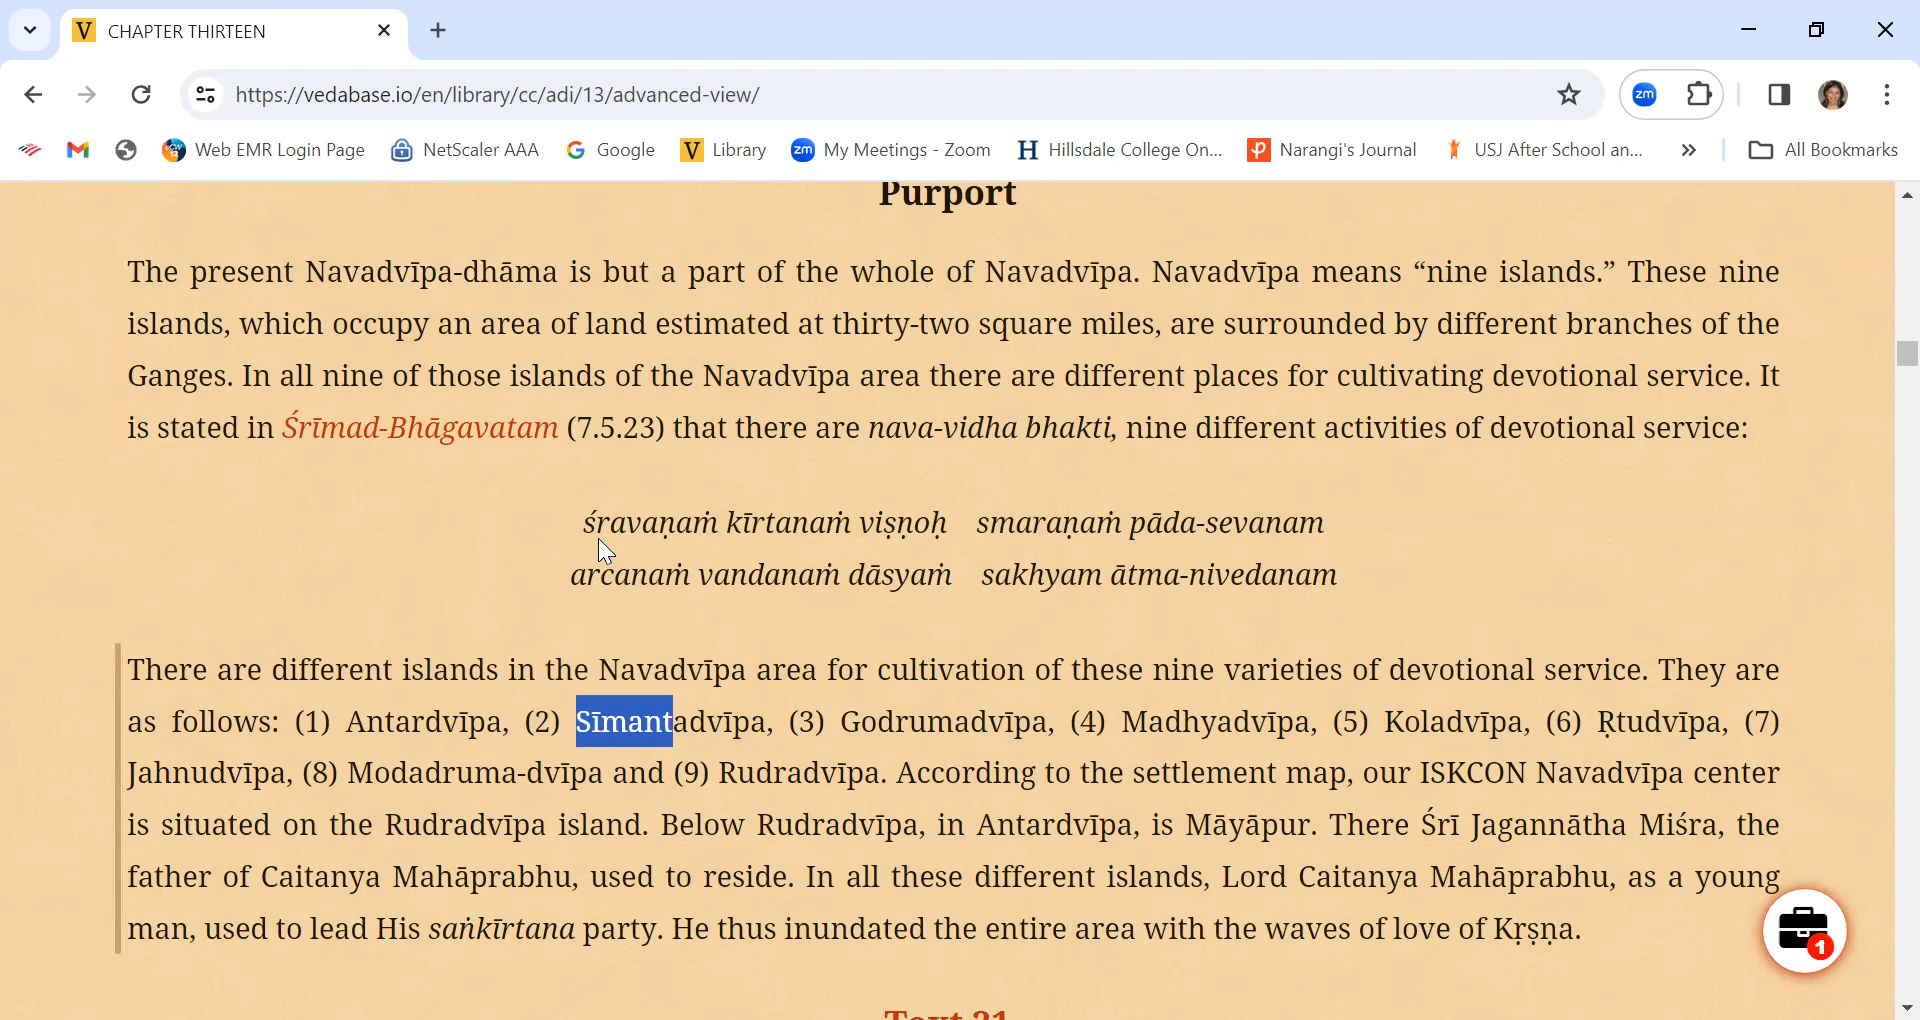 CHAPTER THIRTEEN
https://vedabase.io/en/library/cc/adi/13/advanced-view/
zm
Web EMR Login Page NetScaler AAA Google Library zm My Meetings - Zoom Hillsdale College On... Narangi's Journal USJ After School an... » All Bookmarks
Purport
The present Navadvīpa-dhāma is but a part of the whole of Navadvīpa. Navadvīpa means “nine islands.” These nine
islands, which occupy an area of land estimated at thirty-two square miles, are surrounded by different branches of the
Ganges. In all nine of those islands of the Navadvīpa area there are different places for cultivating devotional service. It
is stated in Śrīmad-Bhāgavatam (7.5.23) that there are nava-vidha bhakti, nine different activities of devotional service:
śravaṇaṁ kīrtanaṁ viṣṇoḥ smaraṇaṁ pāda-sevanam
arcanaṁ vandanaṁ dāsyaṁ sakhyam ātma-nivedanam
There are different islands in the Navadvīpa area for cultivation of these nine varieties of devotional service. They are
as follows: (1) Antardvīpa, (2) Sīmantadvīpa, (3) Godrumadvīpa, (4) Madhyadvīpa, (5) Koladvīpa, (6) Ṛtudvīpa, (7)
Jahnudvīpa, (8) Modadruma-dvīpa and (9) Rudradvīpa. According to the settlement map, our ISKCON Navadvīpa center
is situated on the Rudradvīpa island. Below Rudradvīpa, in Antardvīpa, is Māyāpur. There Śrī Jagannātha Miśra, the
father of Caitanya Mahāprabhu, used to reside. In all these different islands, Lord Caitanya Mahāprabhu, as a young
man, used to lead His saṅkīrtana party. He thus inundated the entire area with the waves of love of Kṛṣṇa.
1
Text 31